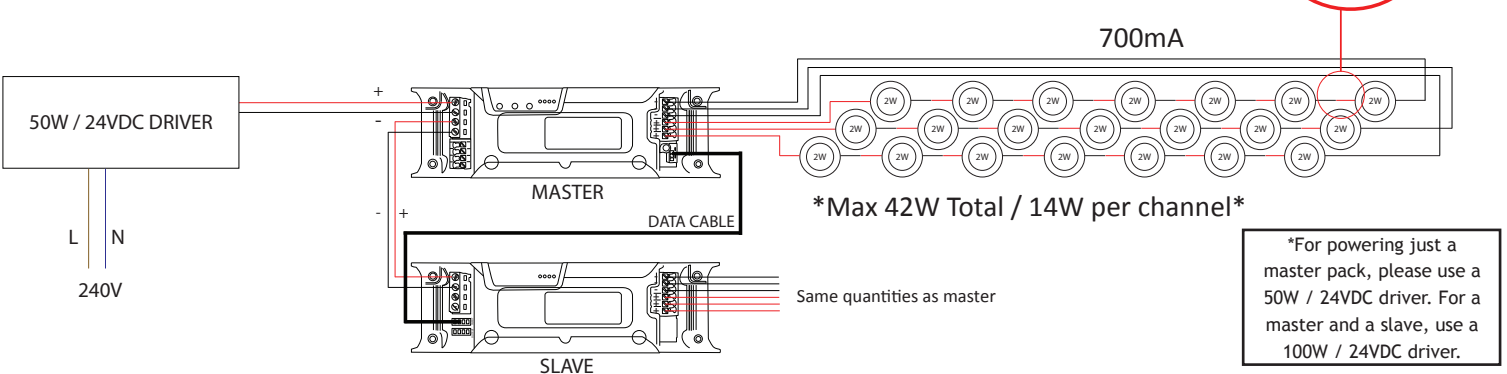 700mA
50W / 24VDC DRIVER
+
-
2W 2W 2W 2W 2W 2W 2W
2W 2W 2W 2W 2W 2W 2W
2W 2W 2W 2W 2W 2W 2W
MASTER
*Max 42W Total / 14W per channel*
- +
DATA CABLE
L N
240V
Same quantities as master
SLAVE
*For powering just a
master pack, please use a
50W / 24VDC driver. For a
master and a slave, use a
100W / 24VDC driver.